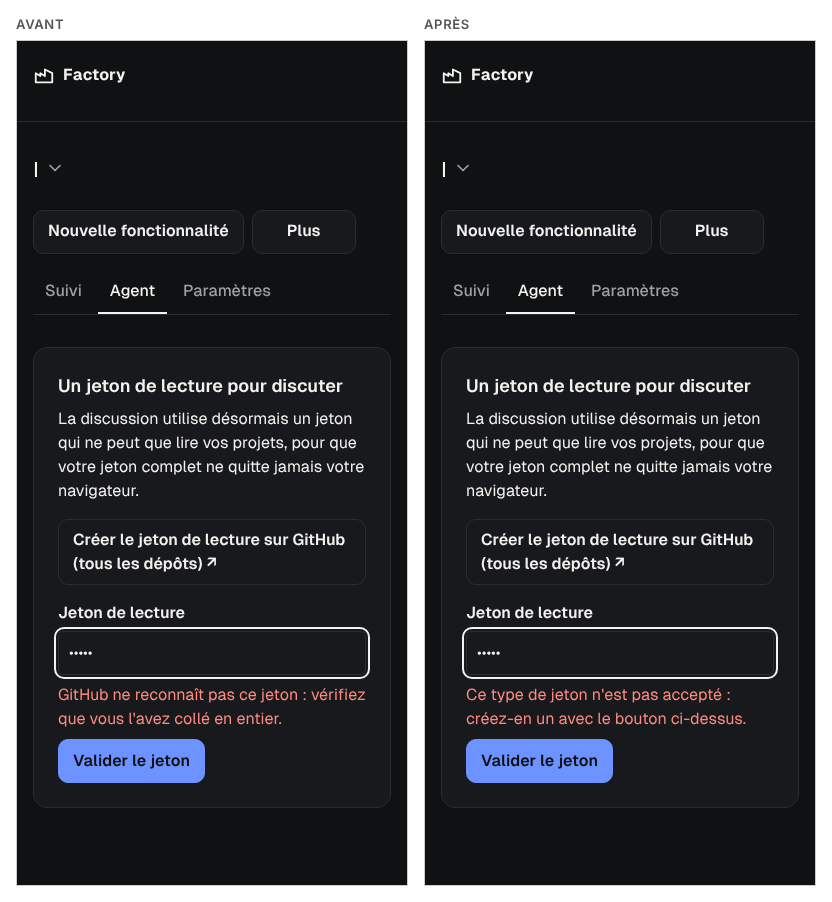 AVANT
Factory
Nouvelle fonctionnalité
Plus
Suivi
Agent
Paramètres
Un jeton de lecture pour discuter
La discussion utilise désormais un jeton
qui ne peut que lire vos projets, pour que
votre jeton complet ne quitte jamais votre
navigateur.
Créer le jeton de lecture sur GitHub
(tous les dépôts) ↗
Jeton de lecture
•••••
GitHub ne reconnaît pas ce jeton : vérifiez
que vous l'avez collé en entier.
Valider le jeton
APRÈS
Factory
Nouvelle fonctionnalité
Plus
Suivi
Agent
Paramètres
Un jeton de lecture pour discuter
La discussion utilise désormais un jeton
qui ne peut que lire vos projets, pour que
votre jeton complet ne quitte jamais votre
navigateur.
Créer le jeton de lecture sur GitHub
(tous les dépôts) ↗
Jeton de lecture
•••••
Ce type de jeton n'est pas accepté :
créez-en un avec le bouton ci-dessus.
Valider le jeton